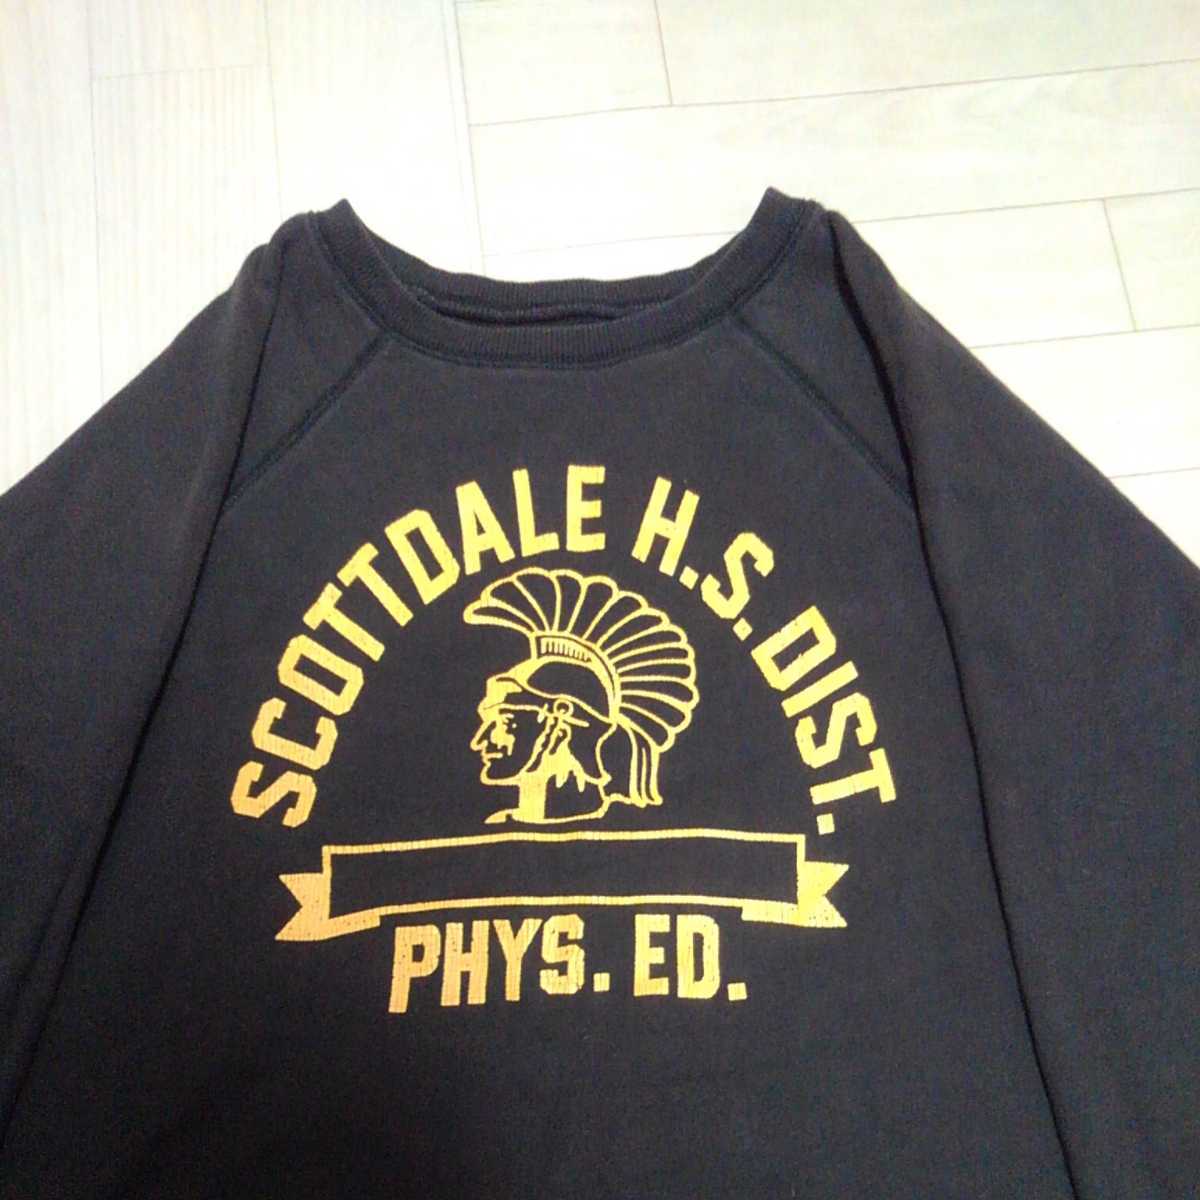 SCOTTDALE H.S. DIST.
PHYS. ED.